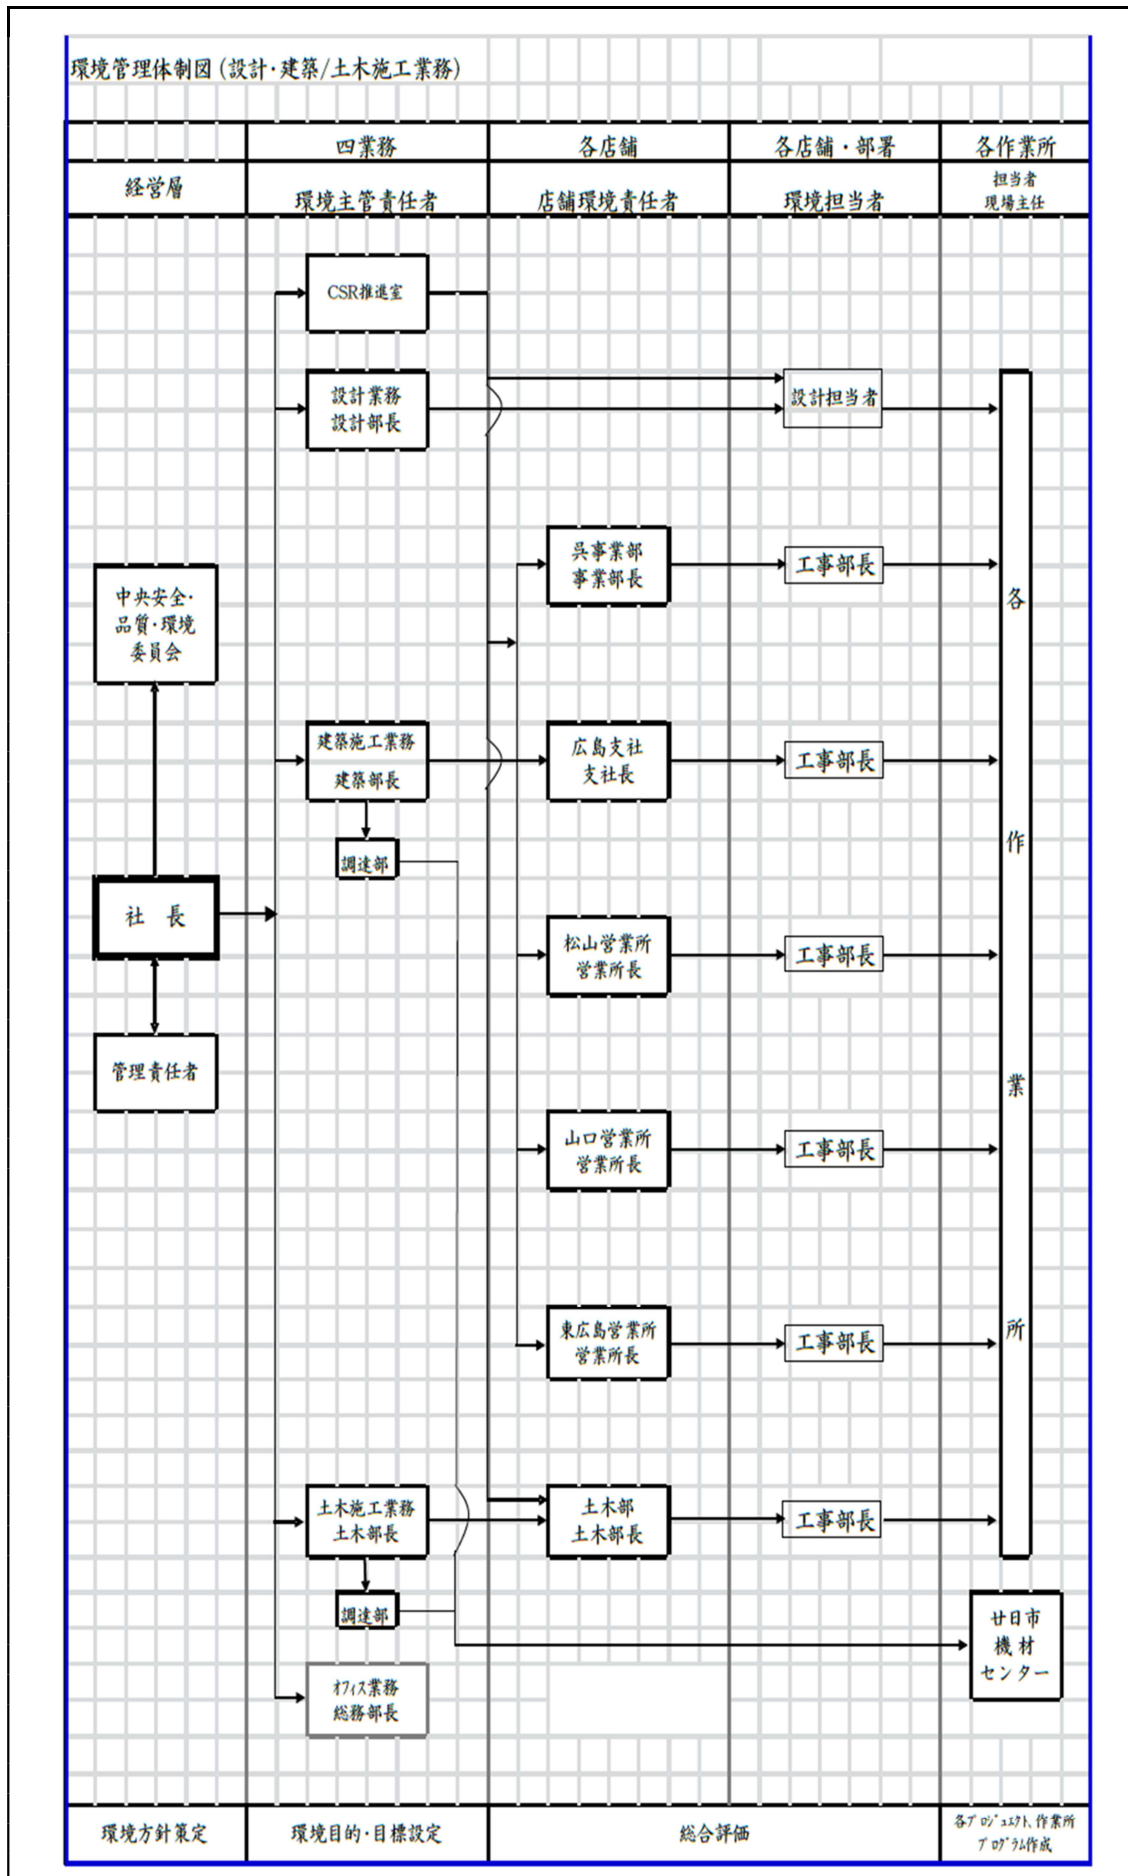 環境管理体制図(設計・建築/土木施工業務)
四業務
各店舗
各店舗・部署
各作業所
経営層
環境主管責任者
店舗環境責任者
環境担当者
担当者
現場主任
CSR推進室
設計業務
設計部長
設計担当者
呉事業部
事業部長
工事部長
中央安全・
品質・環境
委員会
建築施工業務
建築部長
広島支社
支社長
工事部長
調達部
社 長
松山営業所
営業所長
工事部長
管理責任者
山口営業所
営業所長
工事部長
東広島営業所
営業所長
工事部長
各
作
業
所
土木施工業務
土木部長
土木部
土木部長
工事部長
調達部
廿日市
機材
センター
オフィス業務
総務部長
環境方針策定
環境目的・目標設定
総合評価
各プロジュエクト、作業所
プログラム作成